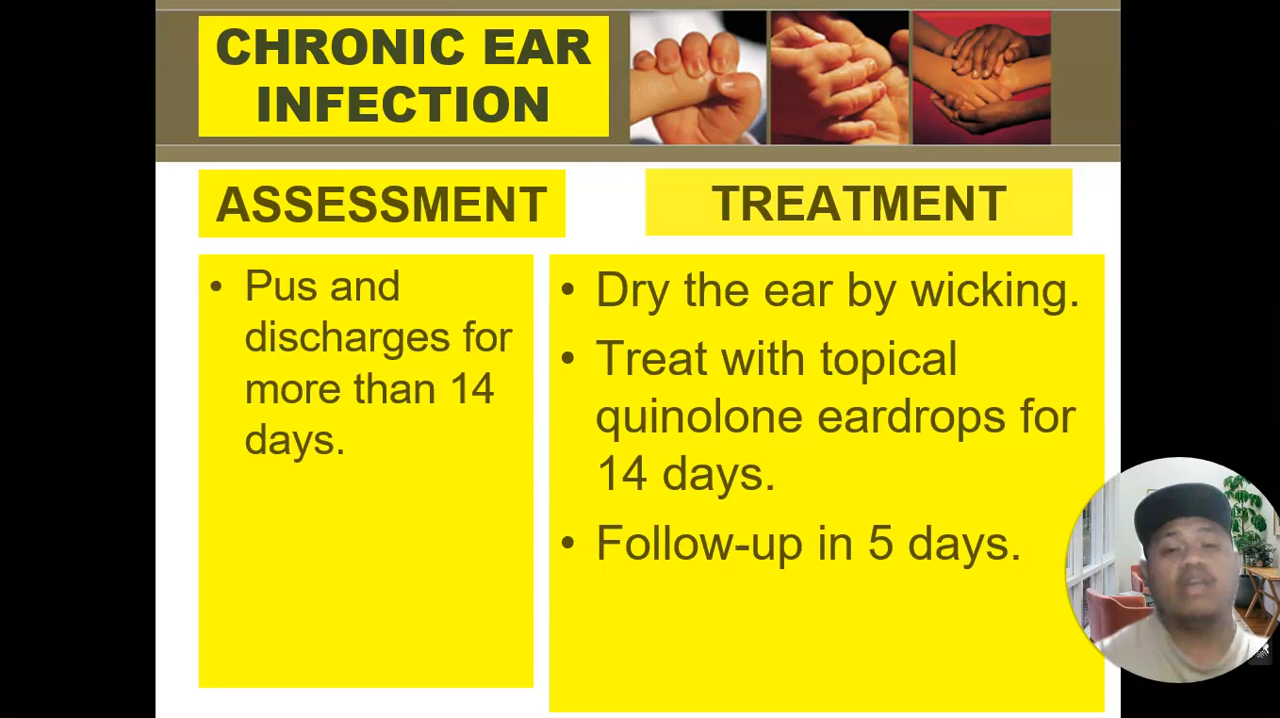 CHRONIC EAR
INFECTION
ASSESSMENT
• Pus and
discharges for
more than 14
days.
TREATMENT
• Dry the ear by wicking.
• Treat with topical
quinolone eardrops for
14 days.
• Follow-up in 5 days.